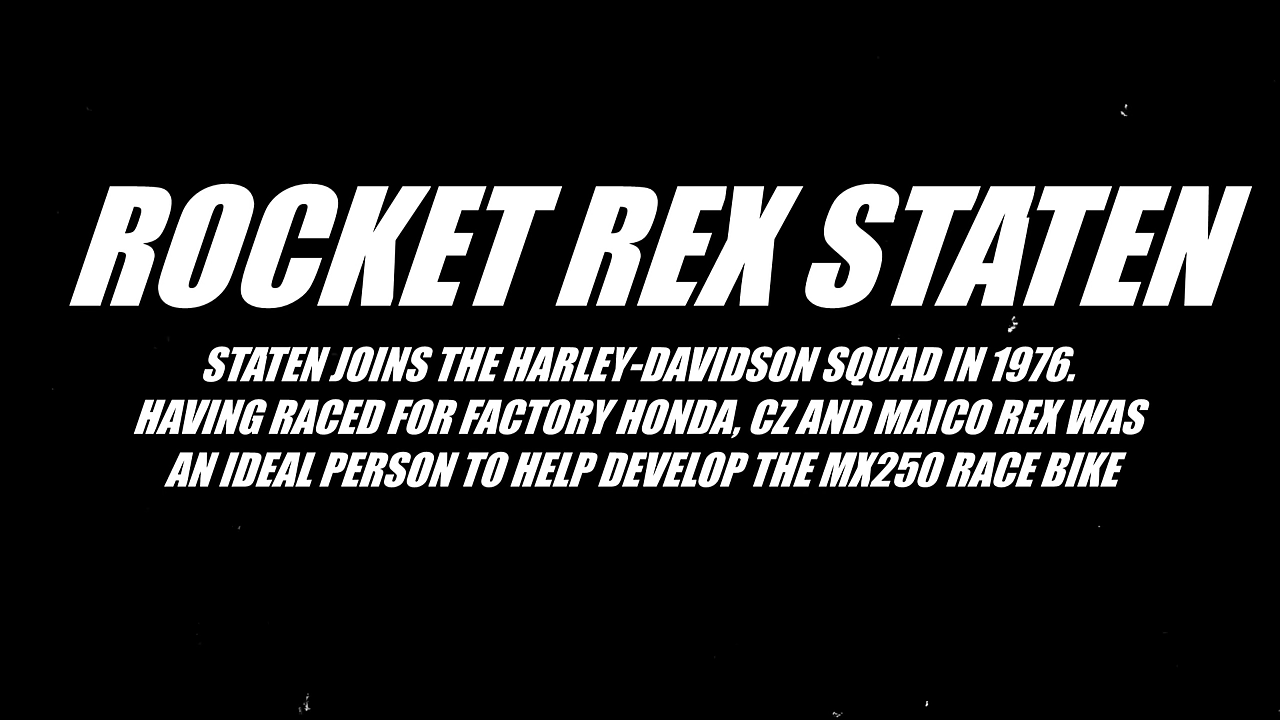 ROCKET REX STATEN
STATEN JOINS THE HARLEY-DAVIDSON SQUAD IN 1976.
HAVING RACED FOR FACTORY HONDA, CZ AND MAICO REX WAS
AN IDEAL PERSON TO HELP DEVELOP THE MX250 RACE BIKE